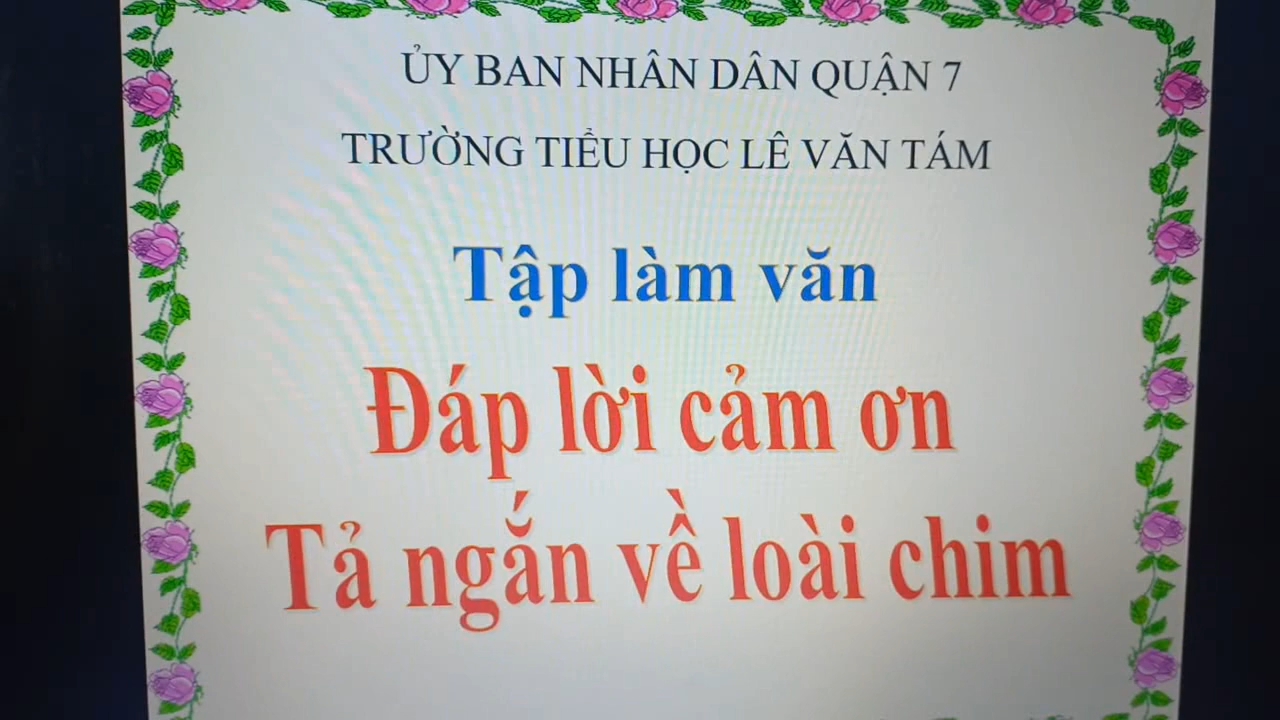 ỦY BAN NHÂN DÂN QUẬN 7
TRƯỜNG TIỂU HỌC LÊ VĂN TÁM
Tập làm văn
Đáp lời cảm ơn
Tả ngắn về loài chim